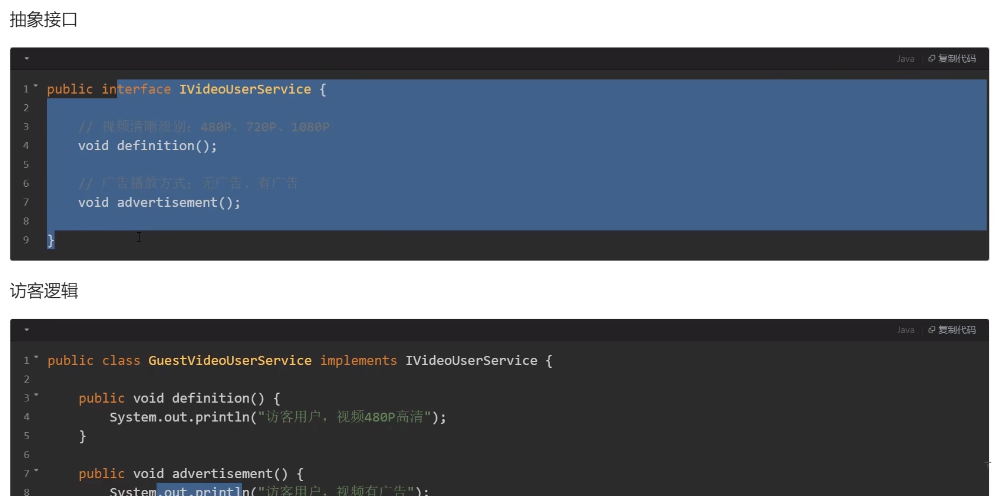 抽象接口
Java 复制代码
1 public interface IVideoUserService {
2
3 // 视频清晰级别：480P、720P、1080P
4 void definition();
5
6 // 广告播放方式：无广告、有广告
7 void advertisement();
8
9 }
访客逻辑
Java 复制代码
1 public class GuestVideoUserService implements IVideoUserService {
2
3 public void definition() {
4 System.out.println("访客用户，视频480P高清");
5 }
6
7 public void advertisement() {
8 System.out.println("访客用户，视频有广告");